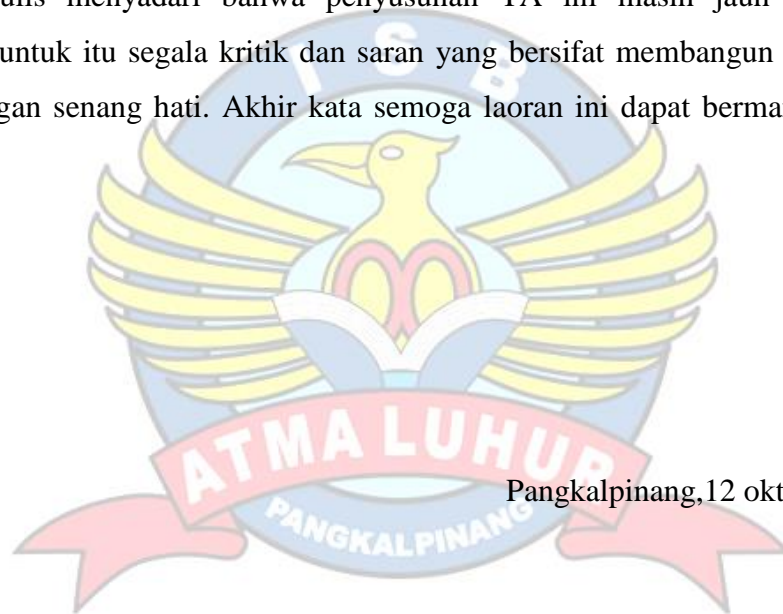 ulis menyadari bahwa penyusunan TA ini masih jauh
untuk itu segala kritik dan saran yang bersifat membangun
gan senang hati. Akhir kata semoga laoran ini dapat berma
I S B
ATMA LUHUR
Pangkalpinang,12 okt
PANGKALPINANG